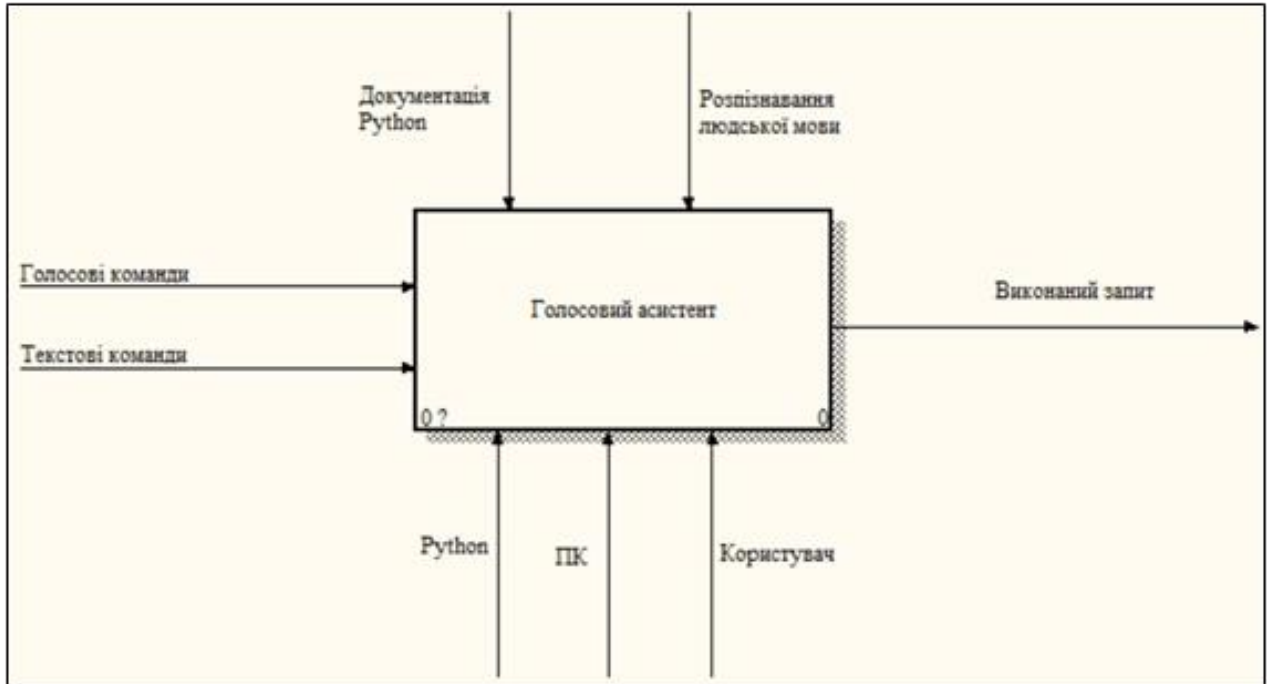 Документація
Python
Розпізнавання
людської мови
Голосові команди
Виконаний запит
Голосовий асистент
Текстові команди
0 ?
0
Python
ПК
Користувач